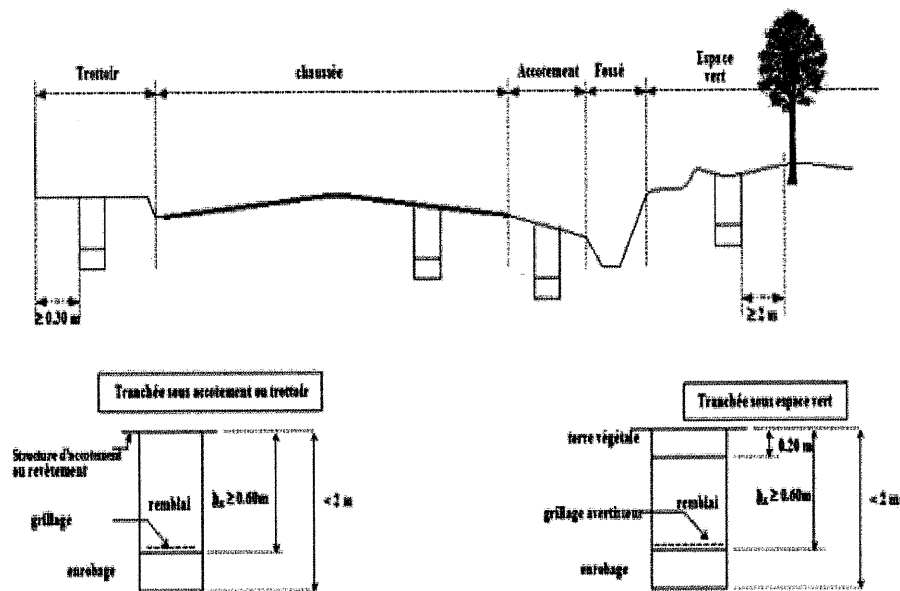 Trottoir
chaussée
Accotement
Fossé
Espace
vert
≥ 0.30 m
≥ 2 m
Tranchée sous accotement ou trottoir
Structure d'accotement
ou revêtement
remblai
grillage
enrobage
≥ 0.60m
< 2 m
Tranchée sous espace vert
terre végétale
0.20 m
remblai
≥ 0.60m
grillage avertisseur
enrobage
< 2 m